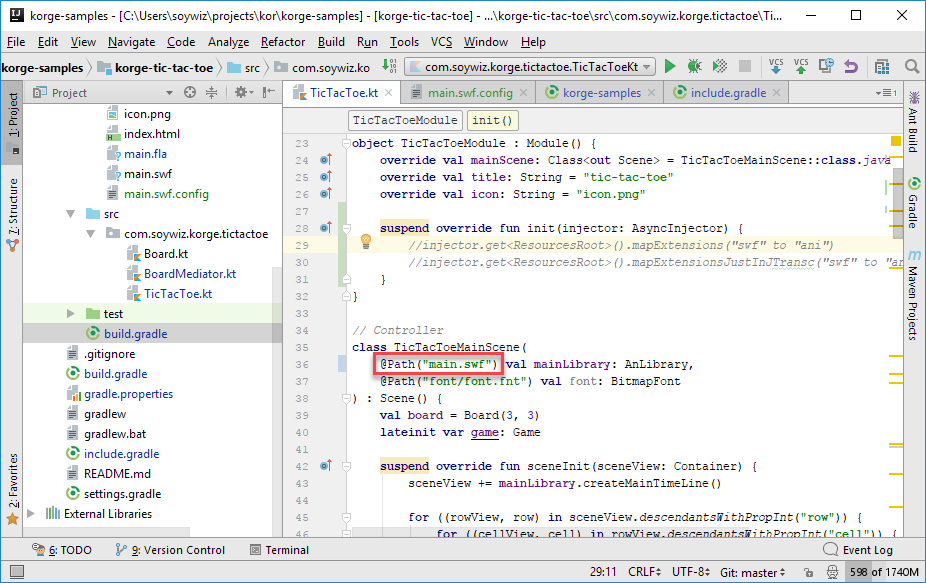 korge-samples - [C:\Users\soywiz\projects\kor\korge-samples] - [korge-tic-tac-toe] - ...\korge-tic-tac-toe\src\com.soywiz.korge.tictactoe\Ti...
File Edit View Navigate Code Analyze Refactor Build Run Tools VCS Window Help
korge-samples korge-tic-tac-toe src com.soywiz.ko com.soywiz.korge.tictactoe.TicTacToeKt VCS VCS
Project TicTacToe.kt main.swf.config korge-samples include.gradle
1: Project
7: Structure
2: Favorites
icon.png
index.html
main.fla
main.swf
main.swf.config
src
com.soywiz.korge.tictactoe
Board.kt
BoardMediator.kt
TicTacToe.kt
test
build.gradle
.gitignore
build.gradle
gradle.properties
gradlew
gradlew.bat
include.gradle
README.md
settings.gradle
External Libraries
TicTacToeModule init()
23 object TicTacToeModule : Module() {
24 override val mainScene: Class<out Scene> = TicTacToeMainScene::class.java
25 override val title: String = "tic-tac-toe"
26 override val icon: String = "icon.png"
27
28 suspend override fun init(injector: AsyncInjector) {
29 //injector.get<ResourcesRoot>().mapExtensions("swf" to "ani")
30 //injector.get<ResourcesRoot>().mapExtensionsJustInJTransc("swf" to "an
31 }
32 }
33
34 // Controller
35 class TicTacToeMainScene(
36 @Path("main.swf") val mainLibrary: AnLibrary,
37 @Path("font/font.fnt") val font: BitmapFont
38 ) : Scene() {
39 val board = Board(3, 3)
40 lateinit var game: Game
41
42 suspend override fun sceneInit(sceneView: Container) {
43 sceneView += mainLibrary.createMainTimeLine()
44
45 for ((rowView, row) in sceneView.descendantsWithPropInt("row")) {
46 for ((cellView, cell) in rowView.descendantsWithPropInt("cell")) {
Ant Build
Gradle
Maven Projects
6: TODO 9: Version Control Terminal Event Log
29:11 CRLF UTF-8 Git: master 598 of 1740M